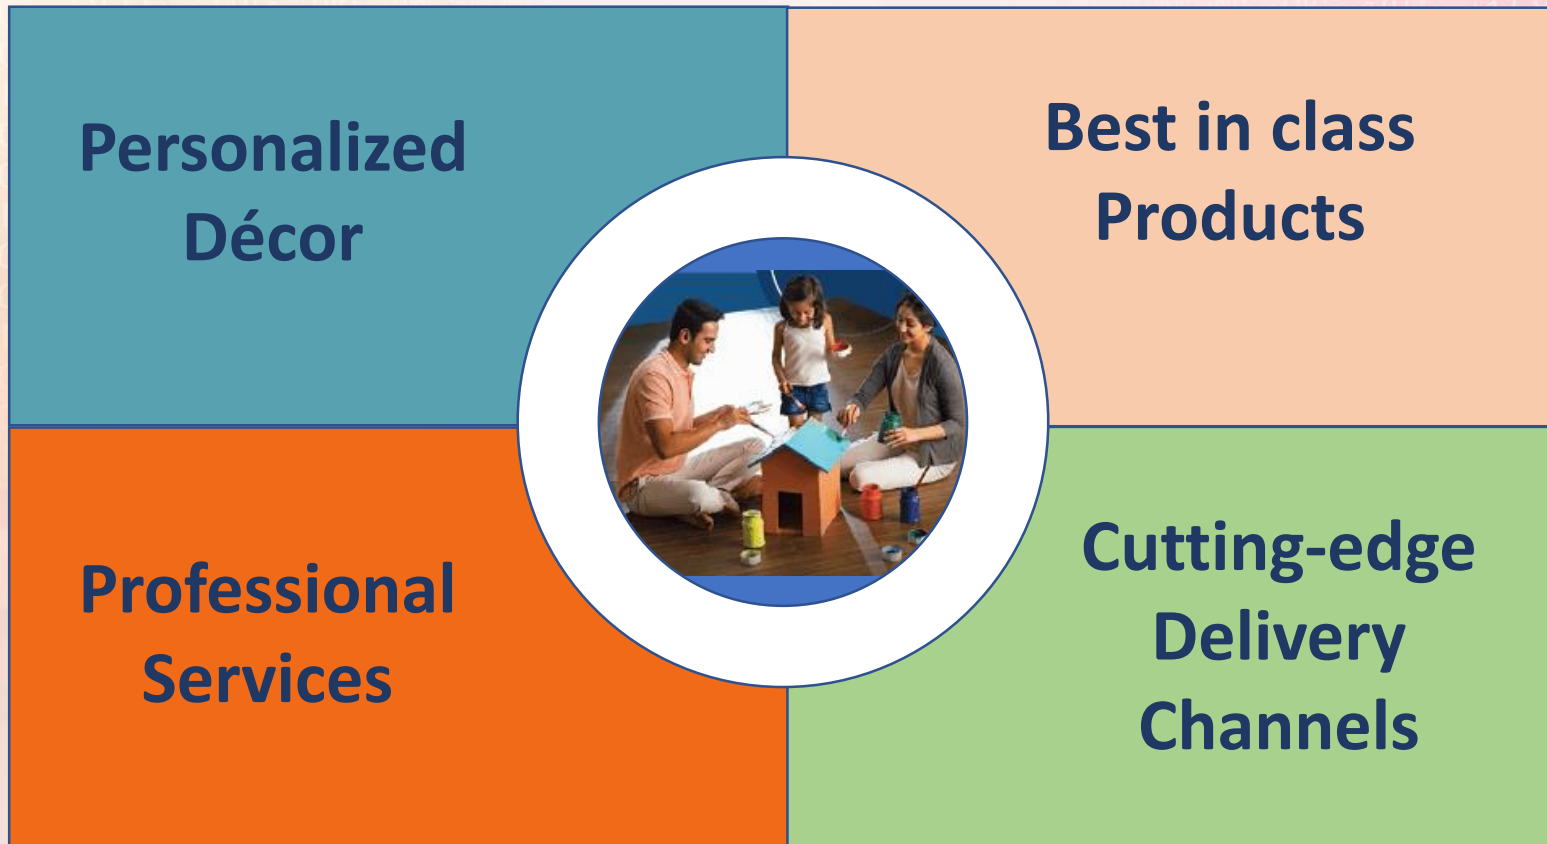 Personalized
Décor
Best in class
Products
Professional
Services
Cutting-edge
Delivery
Channels